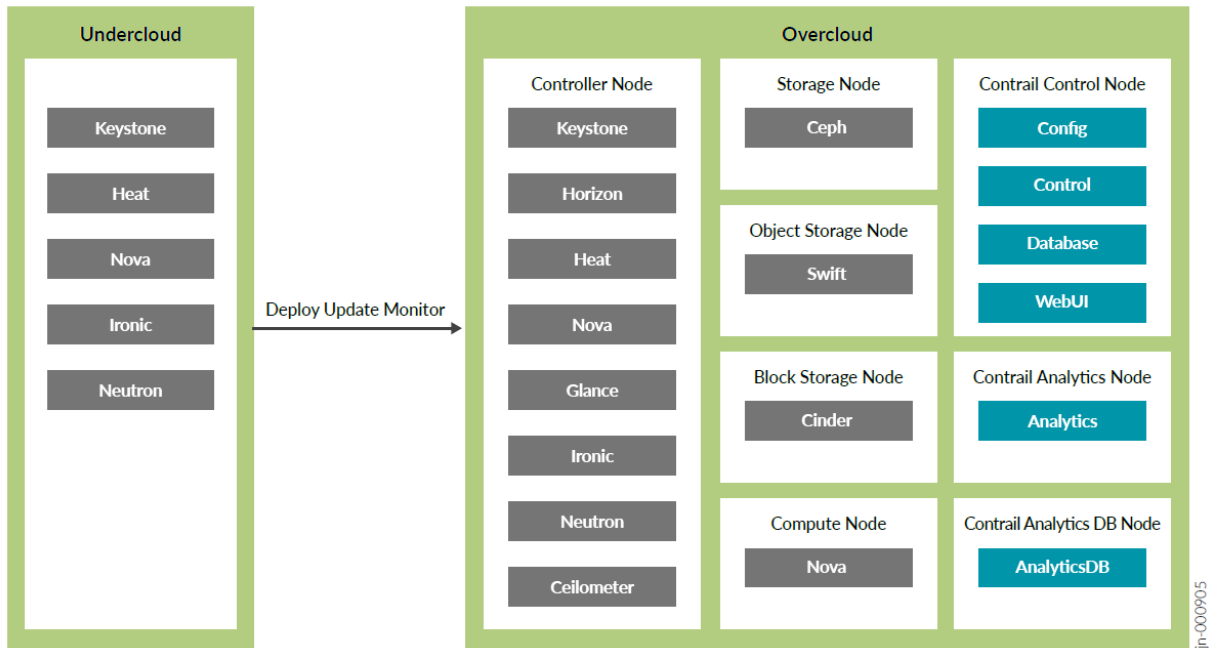 Undercloud
Keystone
Heat
Nova
Ironic
Neutron
Deploy Update Monitor
Overcloud
Controller Node
Keystone
Horizon
Heat
Nova
Glance
Ironic
Neutron
Ceilometer
Storage Node
Ceph
Object Storage Node
Swift
Block Storage Node
Cinder
Compute Node
Nova
Contrail Control Node
Config
Control
Database
WebUI
Contrail Analytics Node
Analytics
Contrail Analytics DB Node
AnalyticsDB
jn-000905